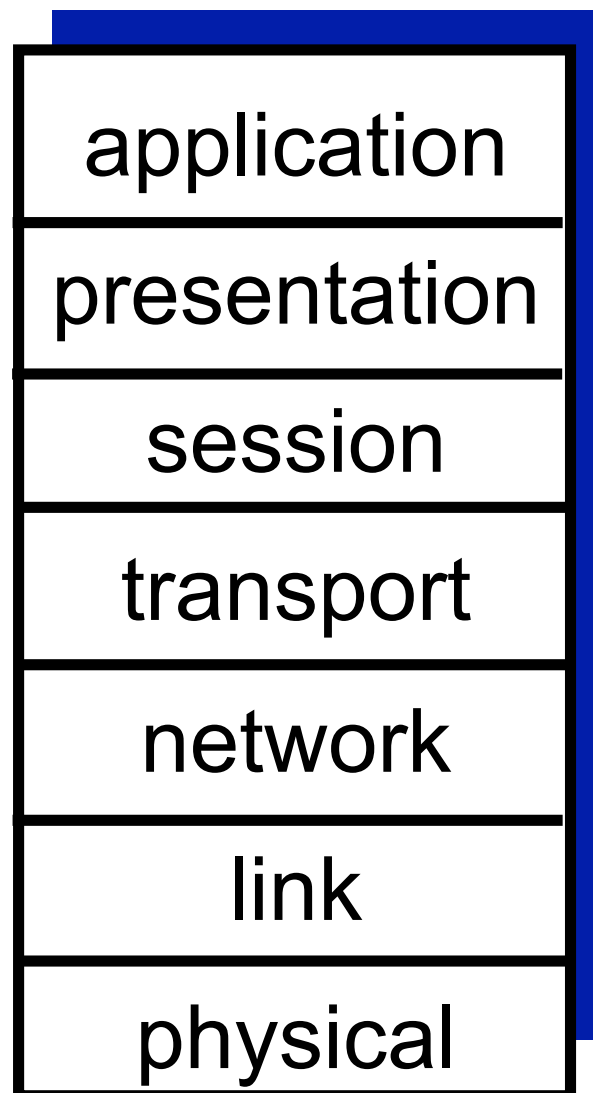 application
presentation
session
transport
network
link
physical